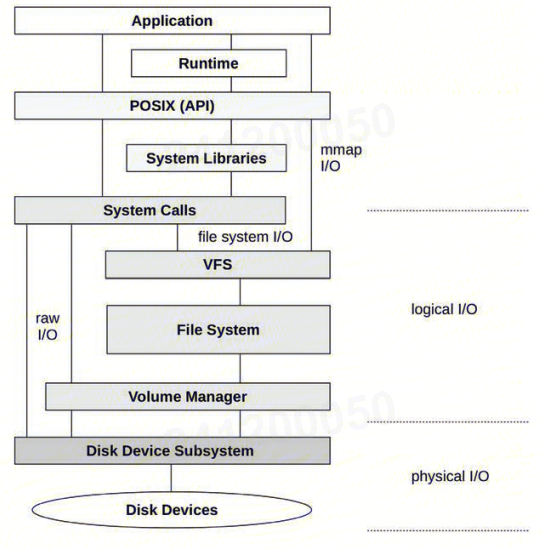 Application
Runtime
POSIX (API)
System Libraries
mmap
I/O
System Calls
file system I/O
VFS
logical I/O
raw
I/O
File System
Volume Manager
Disk Device Subsystem
physical I/O
Disk Devices